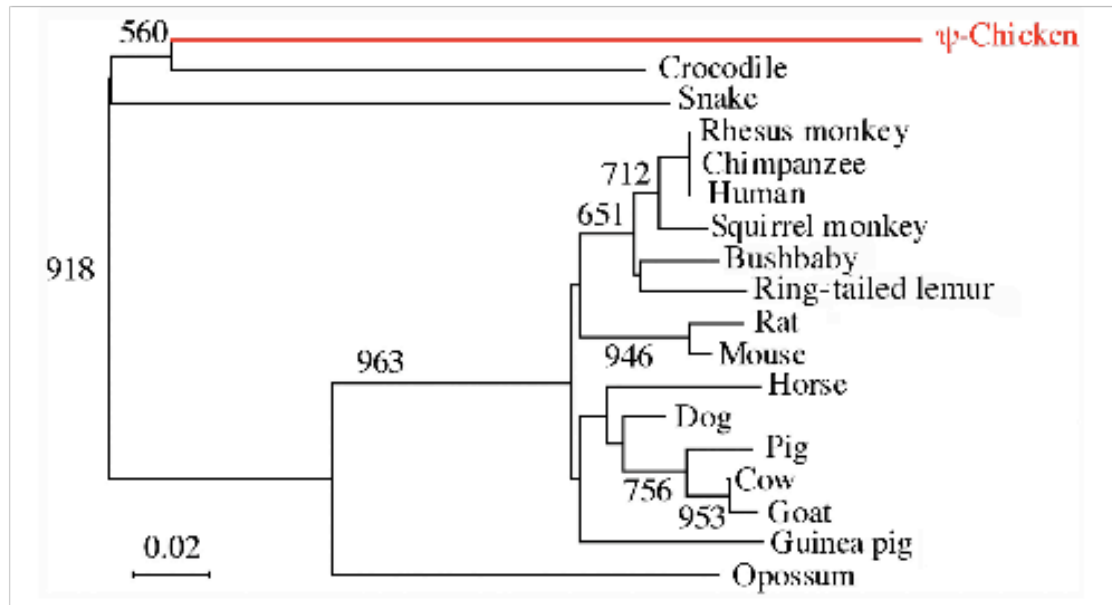 560
ψ-Chicken
Crocodile
Snake
Rhesus monkey
Chimpanzee
712
Human
651
Squirrel monkey
Bushbaby
918
Ring-tailed lemur
Rat
946
Mouse
963
Horse
Dog
Pig
756
Cow
953
Goat
0.02
Guinea pig
Opossum